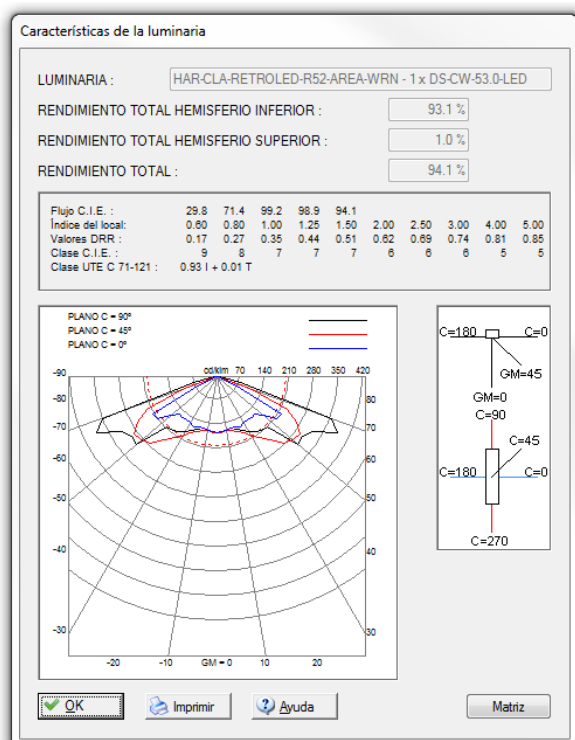 Características de la luminaria
LUMINARIA : HAR-CLA-RETROLED-R52-AREA-WRN - 1 x DS-CW-53.0-LED
RENDIMIENTO TOTAL HEMISFERIO INFERIOR : 93.1 %
RENDIMIENTO TOTAL HEMISFERIO SUPERIOR : 1.0 %
RENDIMIENTO TOTAL : 94.1 %
Flujo C.I.E. : 29.8 71.4 99.2 98.9 94.1
Índice del local: 0.60 0.80 1.00 1.25 1.50 2.00 2.50 3.00 4.00 5.00
Valores DRR : 0.17 0.27 0.35 0.44 0.51 0.62 0.69 0.74 0.81 0.85
Clase C.I.E. : 9 8 7 7 7 6 6 6 5 5
Clase UTE C 71-121 : 0.93 I + 0.01 T
PLANO C = 90º
PLANO C = 45º
PLANO C = 0º
-90 cd/klm 70 140 210 280 350 420
-80 80
-70 70
-60 60
-50 50
-40 40
-30 30
-20 -10 GM = 0 10 20
C=180 C=0
GM=45
GM=0
C=90
C=45
C=180 C=0
C=270
OK Imprimir Ayuda Matriz